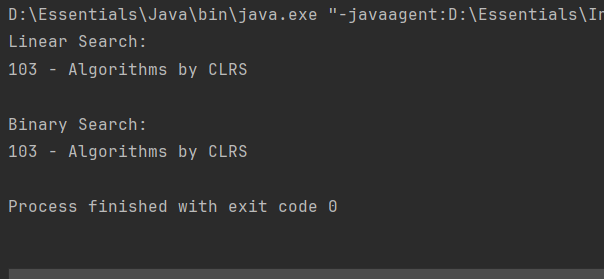 D:\Essentials\Java\bin\java.exe "-javaagent:D:\Essentials\
Linear Search:
103 - Algorithms by CLRS
Binary Search:
103 - Algorithms by CLRS
Process finished with exit code 0